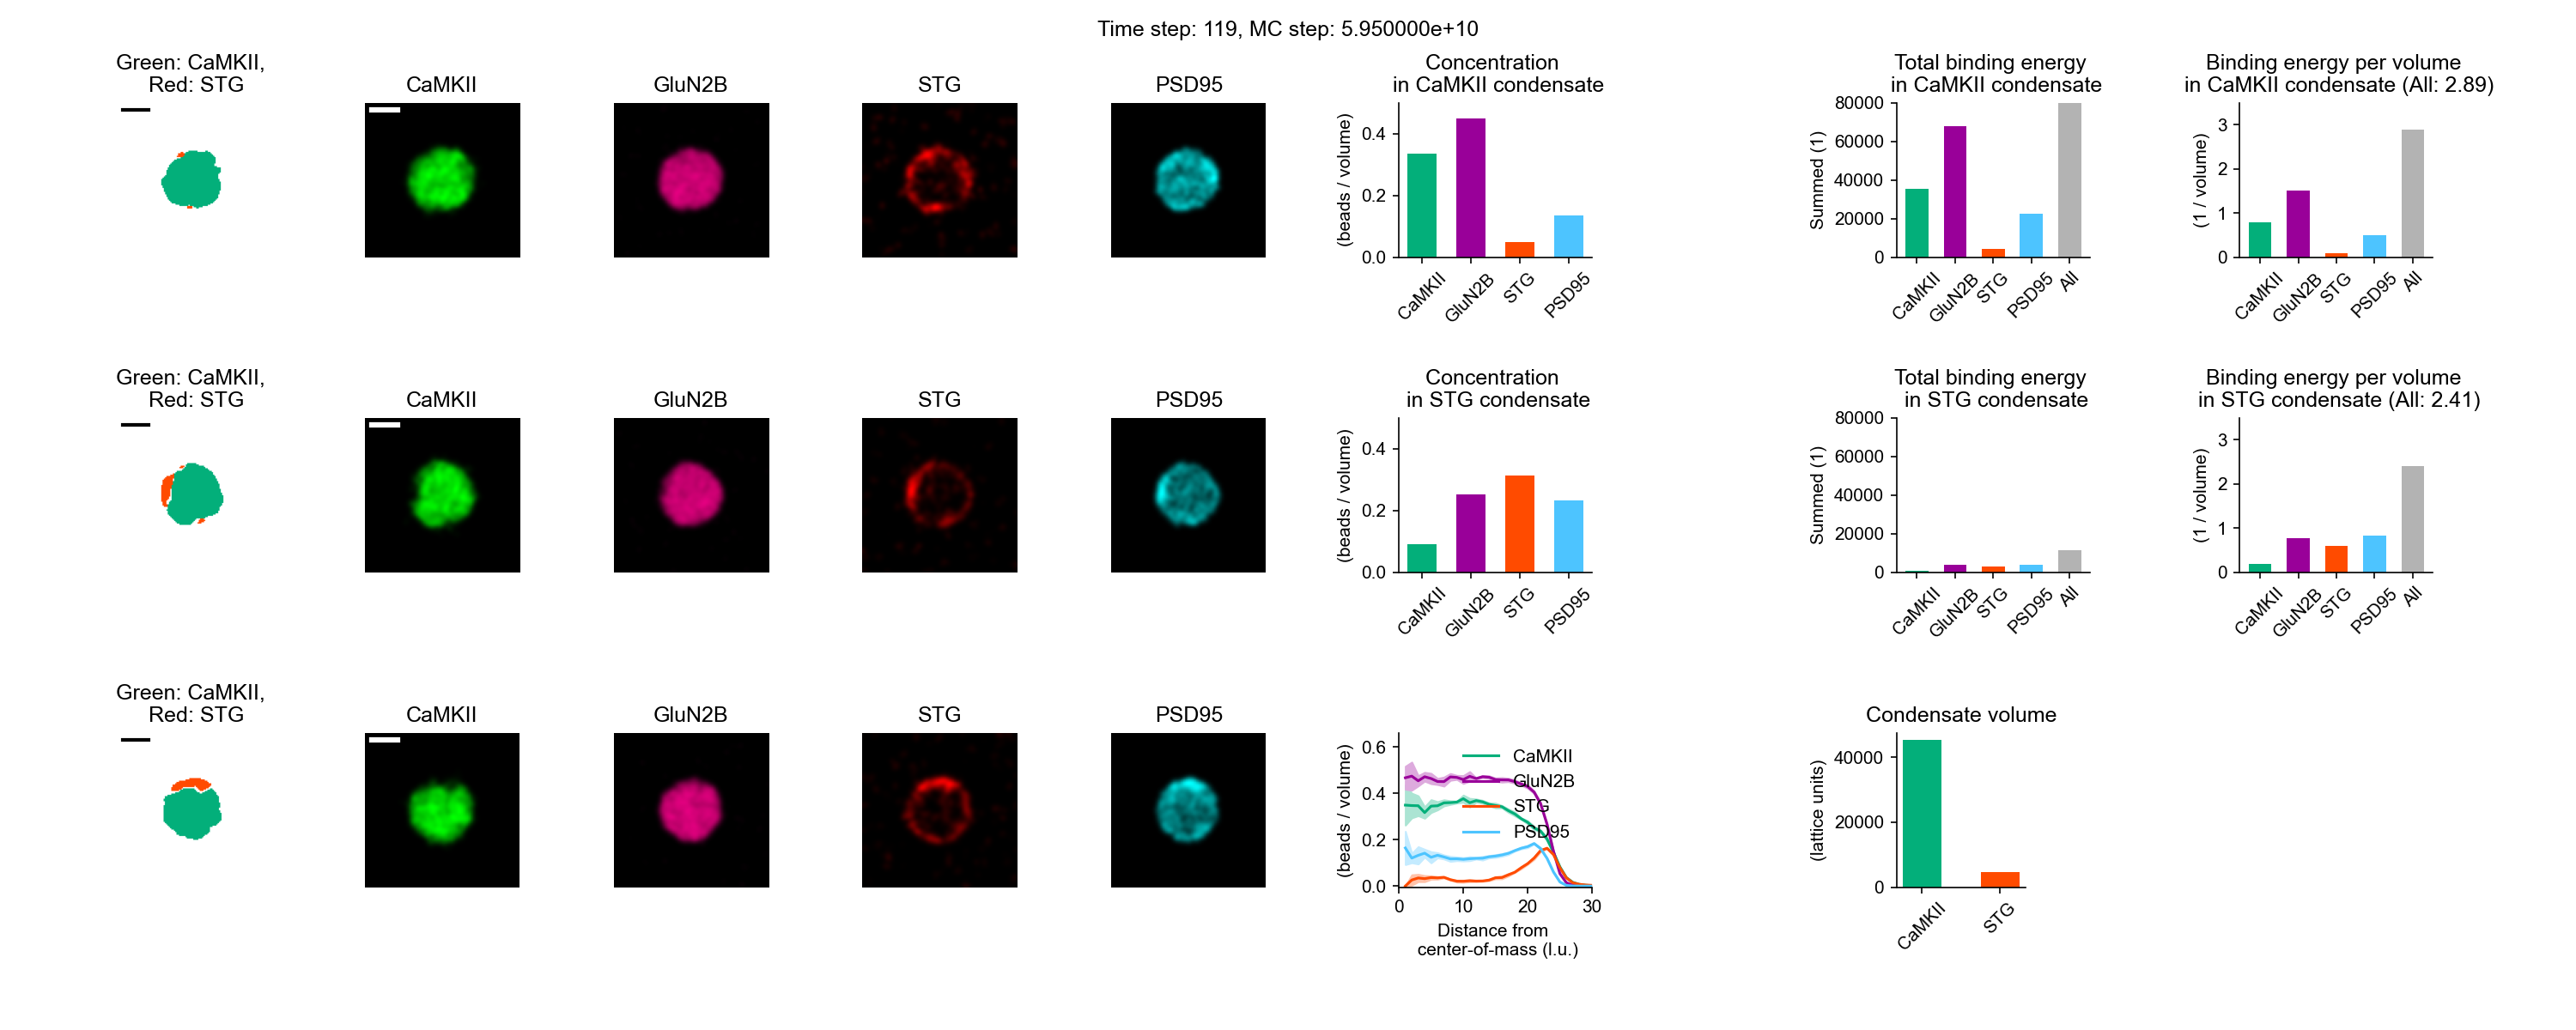 Time step: 119, MC step: 5.950000e+10
Green: CaMKII,
Red: STG
CaMKII
GluN2B
STG
PSD95
Concentration
in CaMKII condensate
(beads / volume)
0.4
0.2
0.0
CaMKII
GluN2B
STG
PSD95
Total binding energy
in CaMKII condensate
Summed (1)
80000
60000
40000
20000
0
CaMKII
GluN2B
STG
PSD95
All
Binding energy per volume
in CaMKII condensate (All: 2.89)
(1 / volume)
3
2
1
0
CaMKII
GluN2B
STG
PSD95
All
Green: CaMKII,
Red: STG
CaMKII
GluN2B
STG
PSD95
Concentration
in STG condensate
(beads / volume)
0.4
0.2
0.0
CaMKII
GluN2B
STG
PSD95
Total binding energy
in STG condensate
Summed (1)
80000
60000
40000
20000
0
CaMKII
GluN2B
STG
PSD95
All
Binding energy per volume
in STG condensate (All: 2.41)
(1 / volume)
3
2
1
0
CaMKII
GluN2B
STG
PSD95
All
Green: CaMKII,
Red: STG
CaMKII
GluN2B
STG
PSD95
(beads / volume)
0.6
0.4
0.2
0.0
CaMKII
GluN2B
STG
PSD95
0 10 20 30
Distance from
center-of-mass (l.u.)
Condensate volume
(lattice units)
40000
20000
0
CaMKII
STG